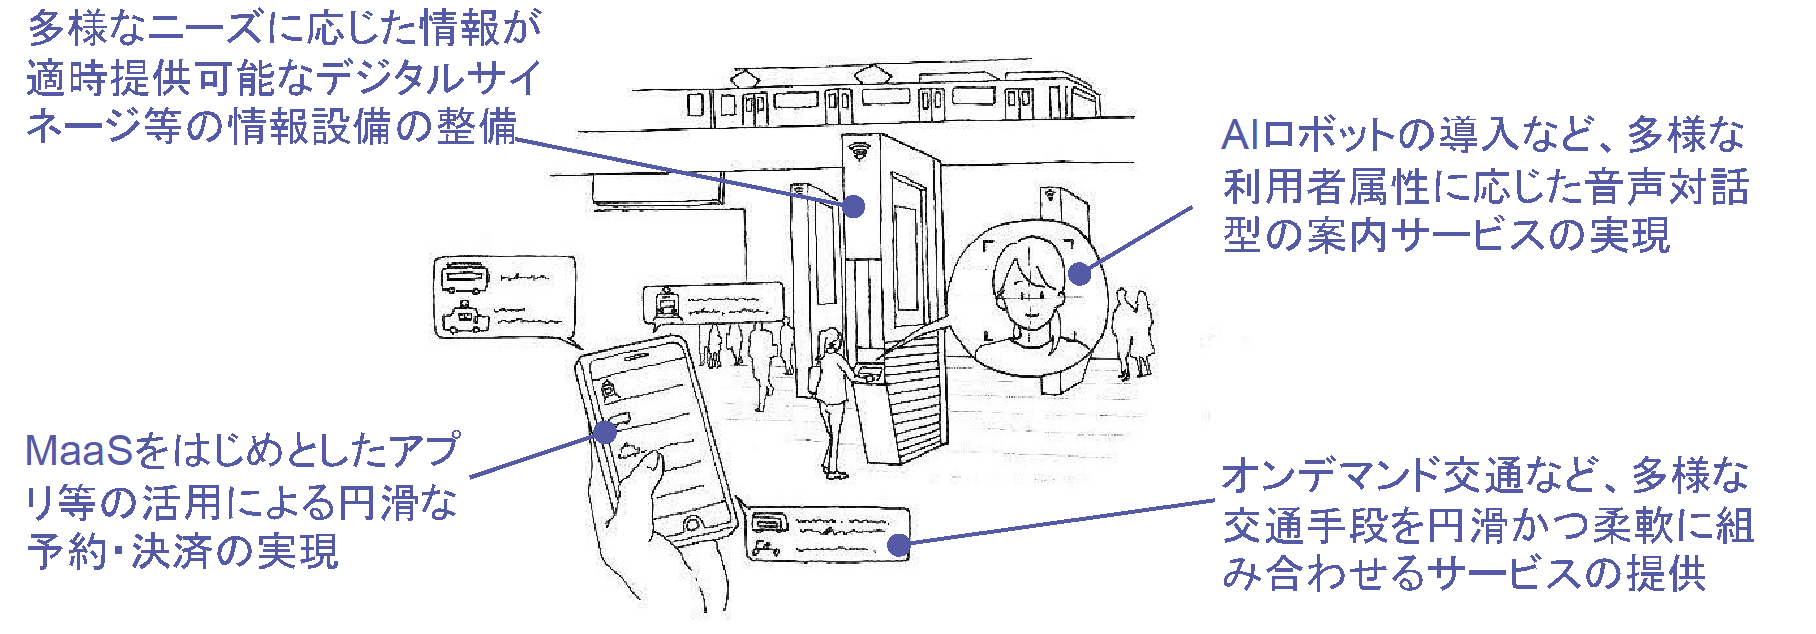 多様なニーズに応じた情報が
適時提供可能なデジタルサイ
ネージ等の情報設備の整備
AIロボットの導入など、多様な
利用者属性に応じた音声対話
型の案内サービスの実現
MaaSをはじめとしたアプ
リ等の活用による円滑な
予約・決済の実現
オンデマンド交通など、多様な
交通手段を円滑かつ柔軟に組
み合わせるサービスの提供